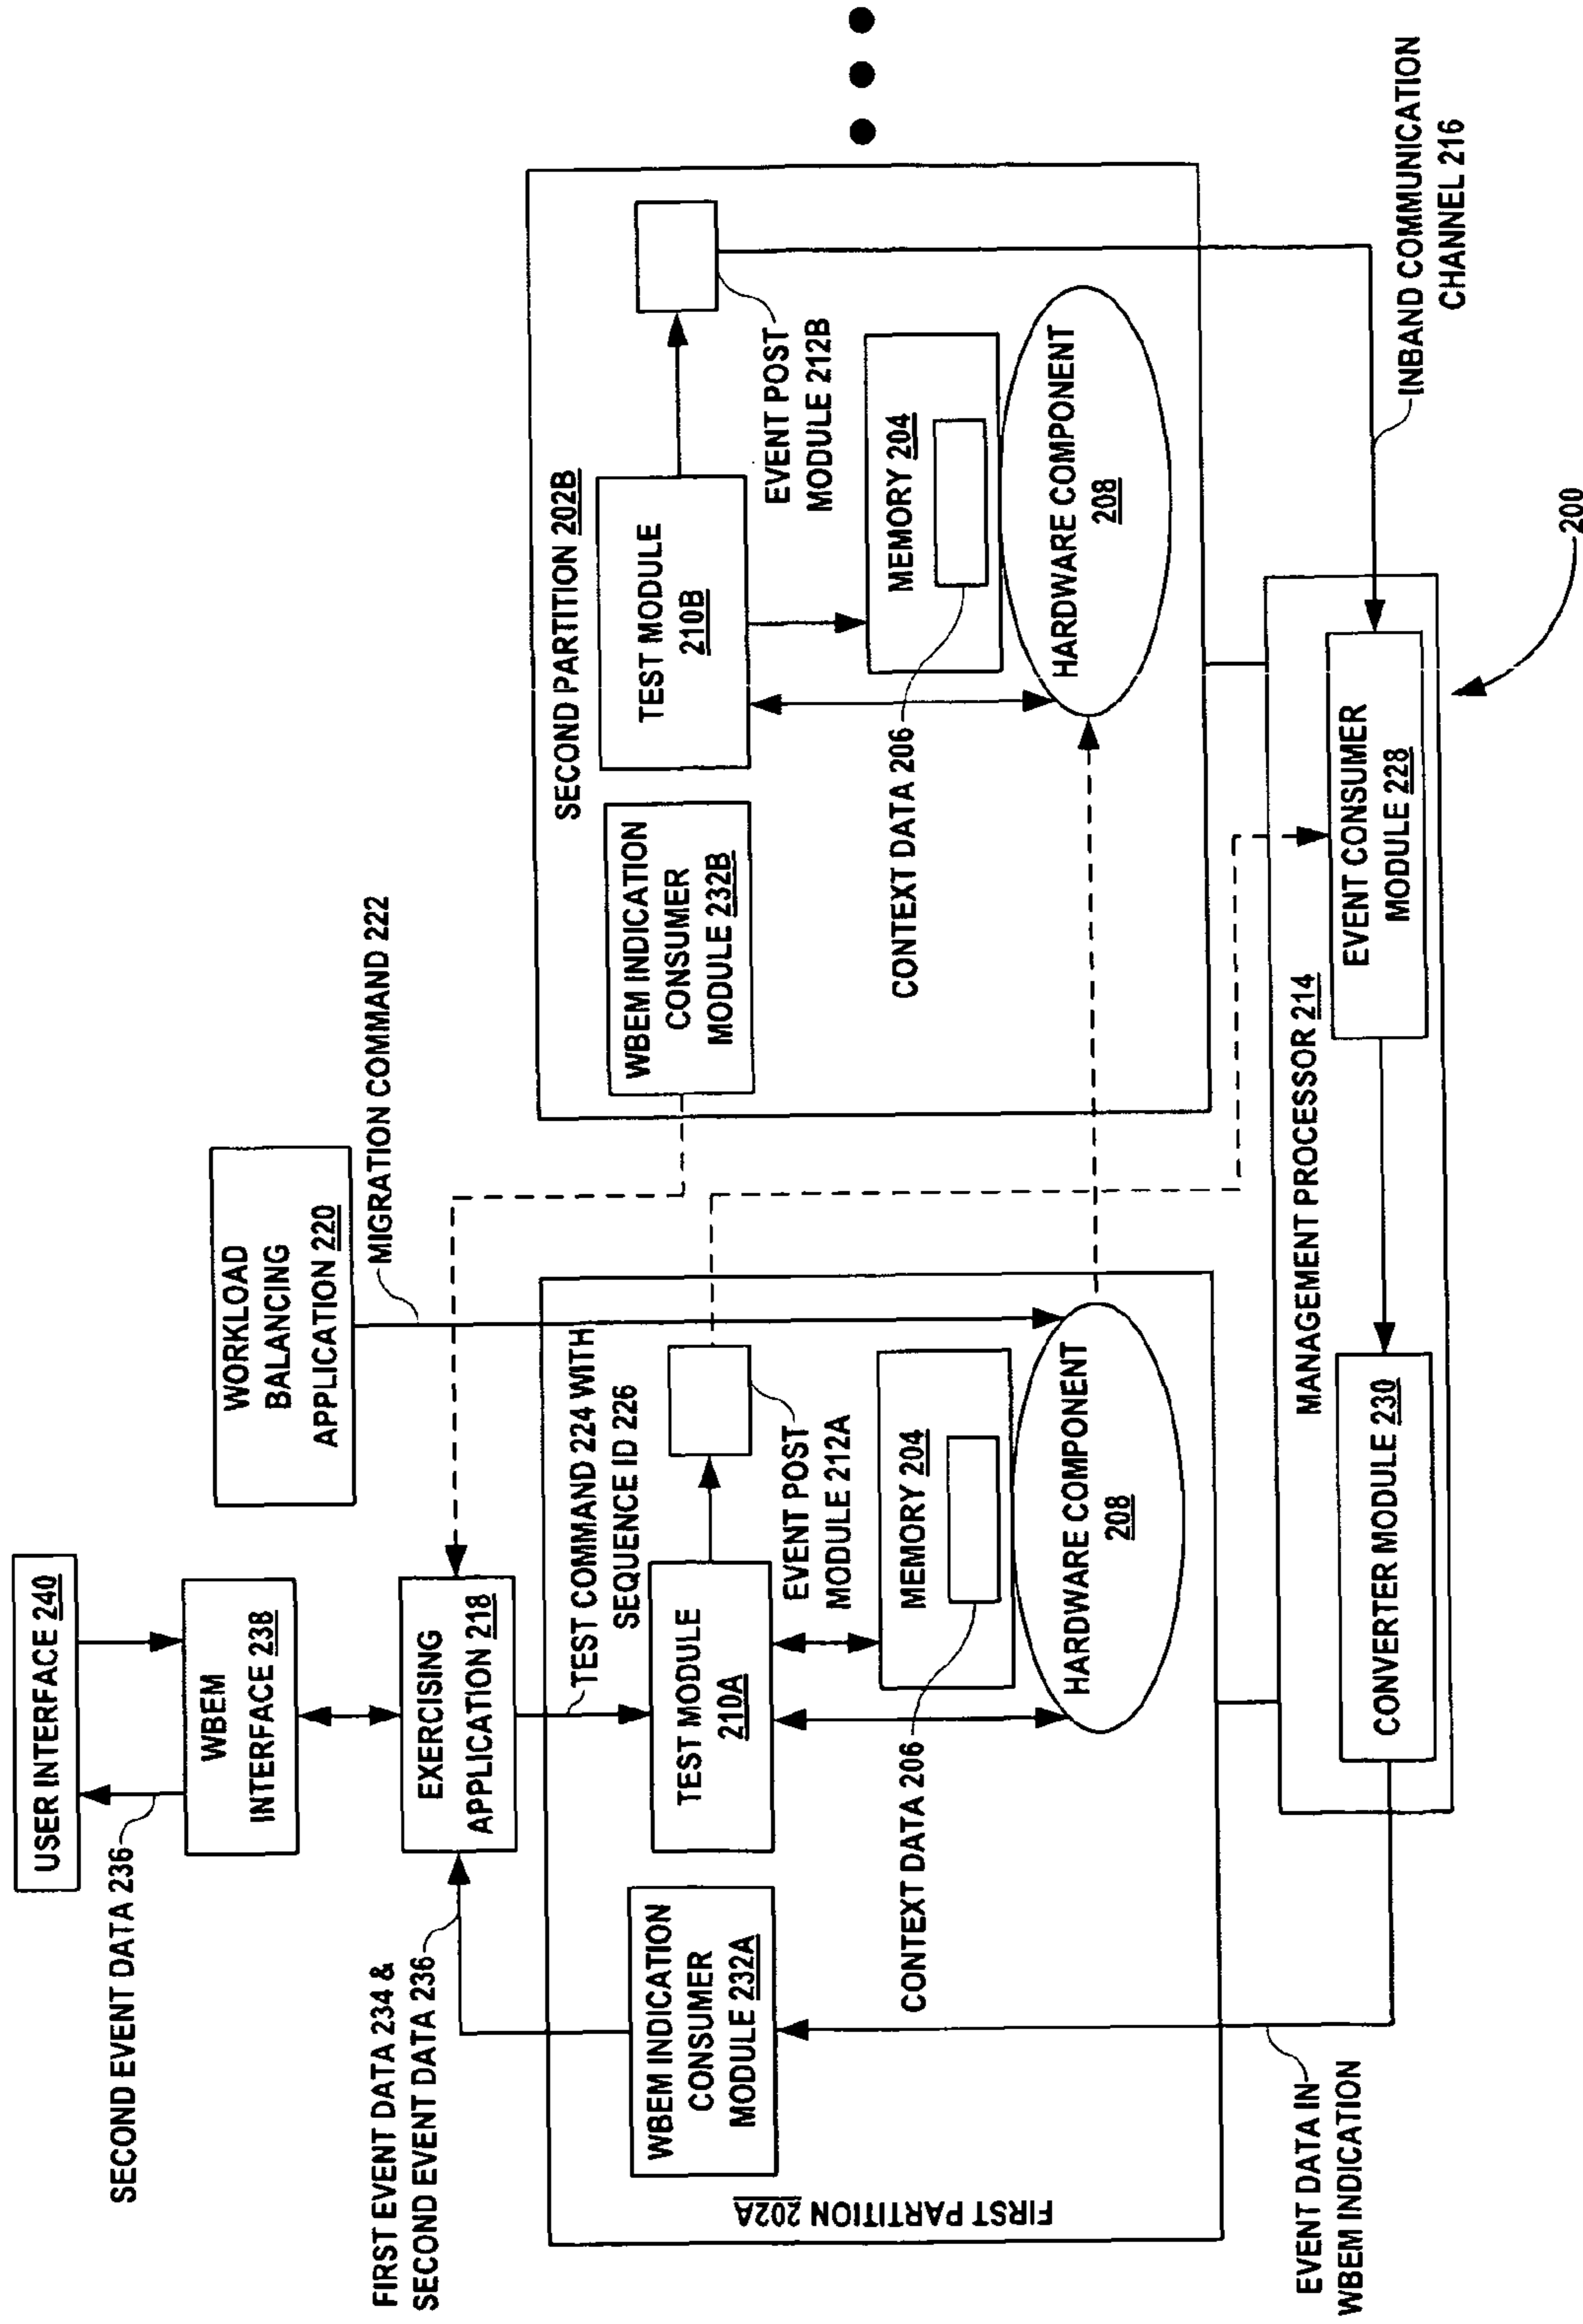 USER INTERFACE 240
SECOND EVENT DATA 236
WBEM
INTERFACE 238
WORKLOAD
BALANCING
APPLICATION 220
MIGRATION COMMAND 222
FIRST EVENT DATA 234 &
SECOND EVENT DATA 236
EXERCISING
APPLICATION 218
TEST COMMAND 224 WITH
SEQUENCE ID 226
FIRST PARTITION 202A
WBEM INDICATION
CONSUMER
MODULE 232A
TEST MODULE
210A
EVENT POST
MODULE 212A
MEMORY 204
CONTEXT DATA 206
HARDWARE COMPONENT
208
SECOND PARTITION 202B
WBEM INDICATION
CONSUMER
MODULE 232B
TEST MODULE
210B
EVENT POST
MODULE 212B
MEMORY 204
CONTEXT DATA 206
HARDWARE COMPONENT
208
MANAGEMENT PROCESSOR 214
CONVERTER MODULE 230
EVENT CONSUMER
MODULE 228
INBAND COMMUNICATION
CHANNEL 216
EVENT DATA IN
WBEM INDICATION
200